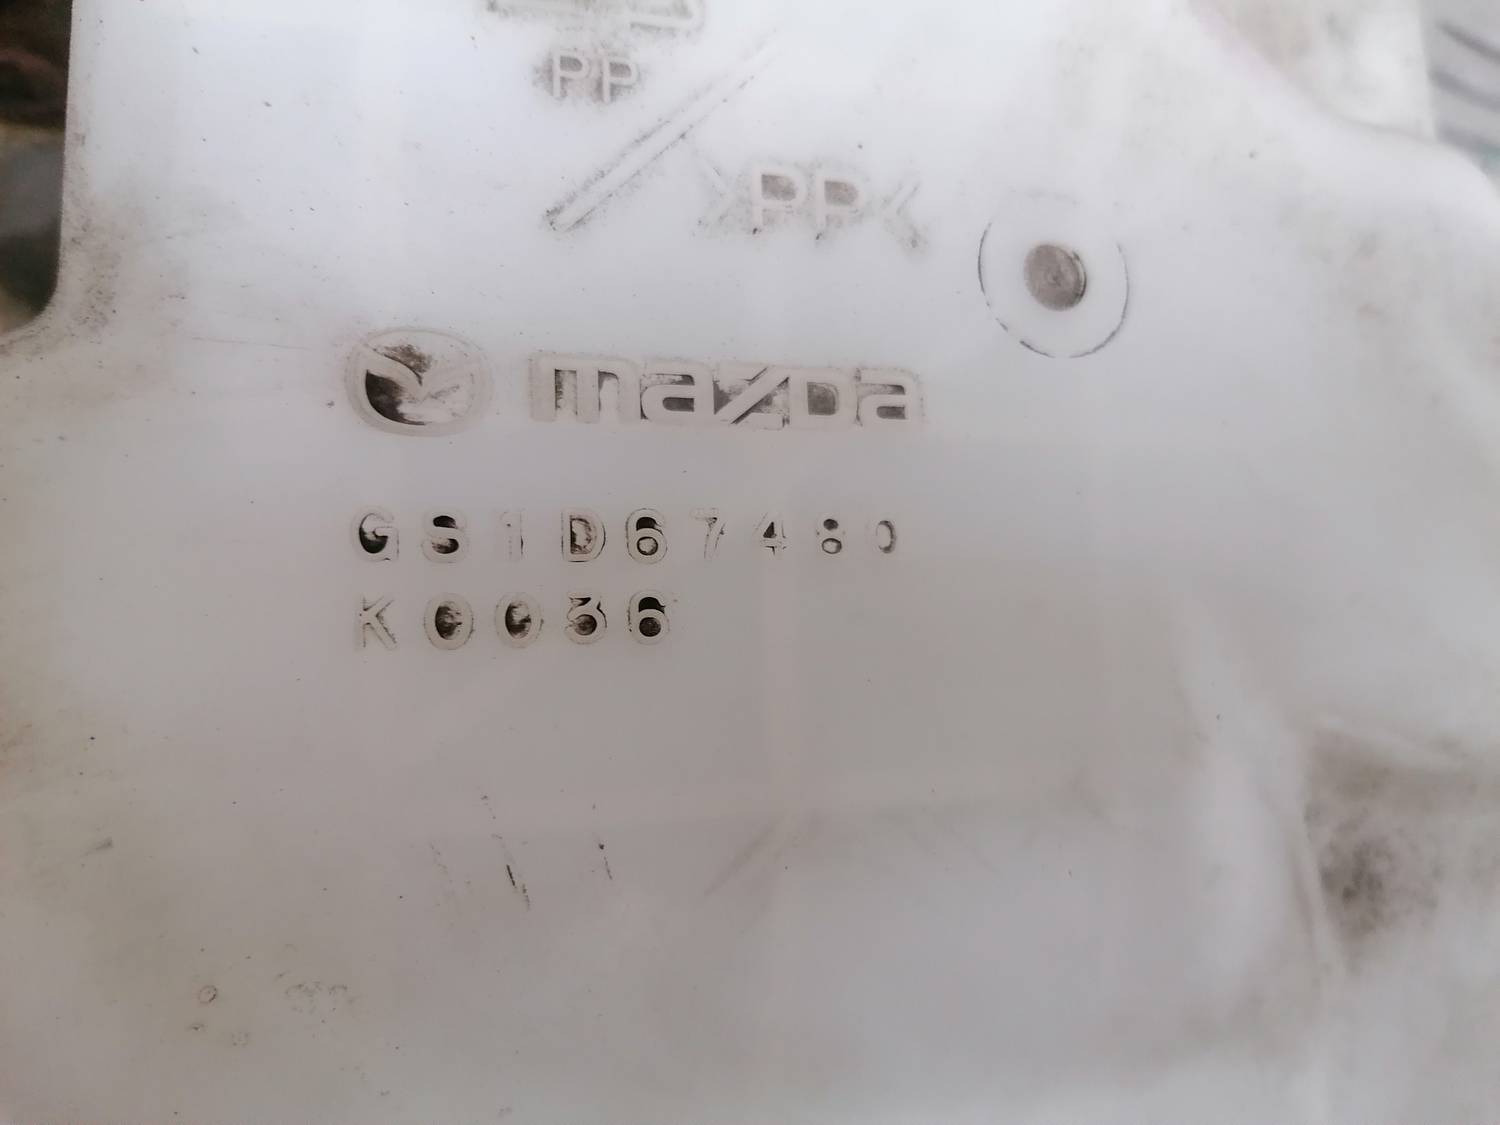 PP
>PP<
mazda
GS1D67480
K0036